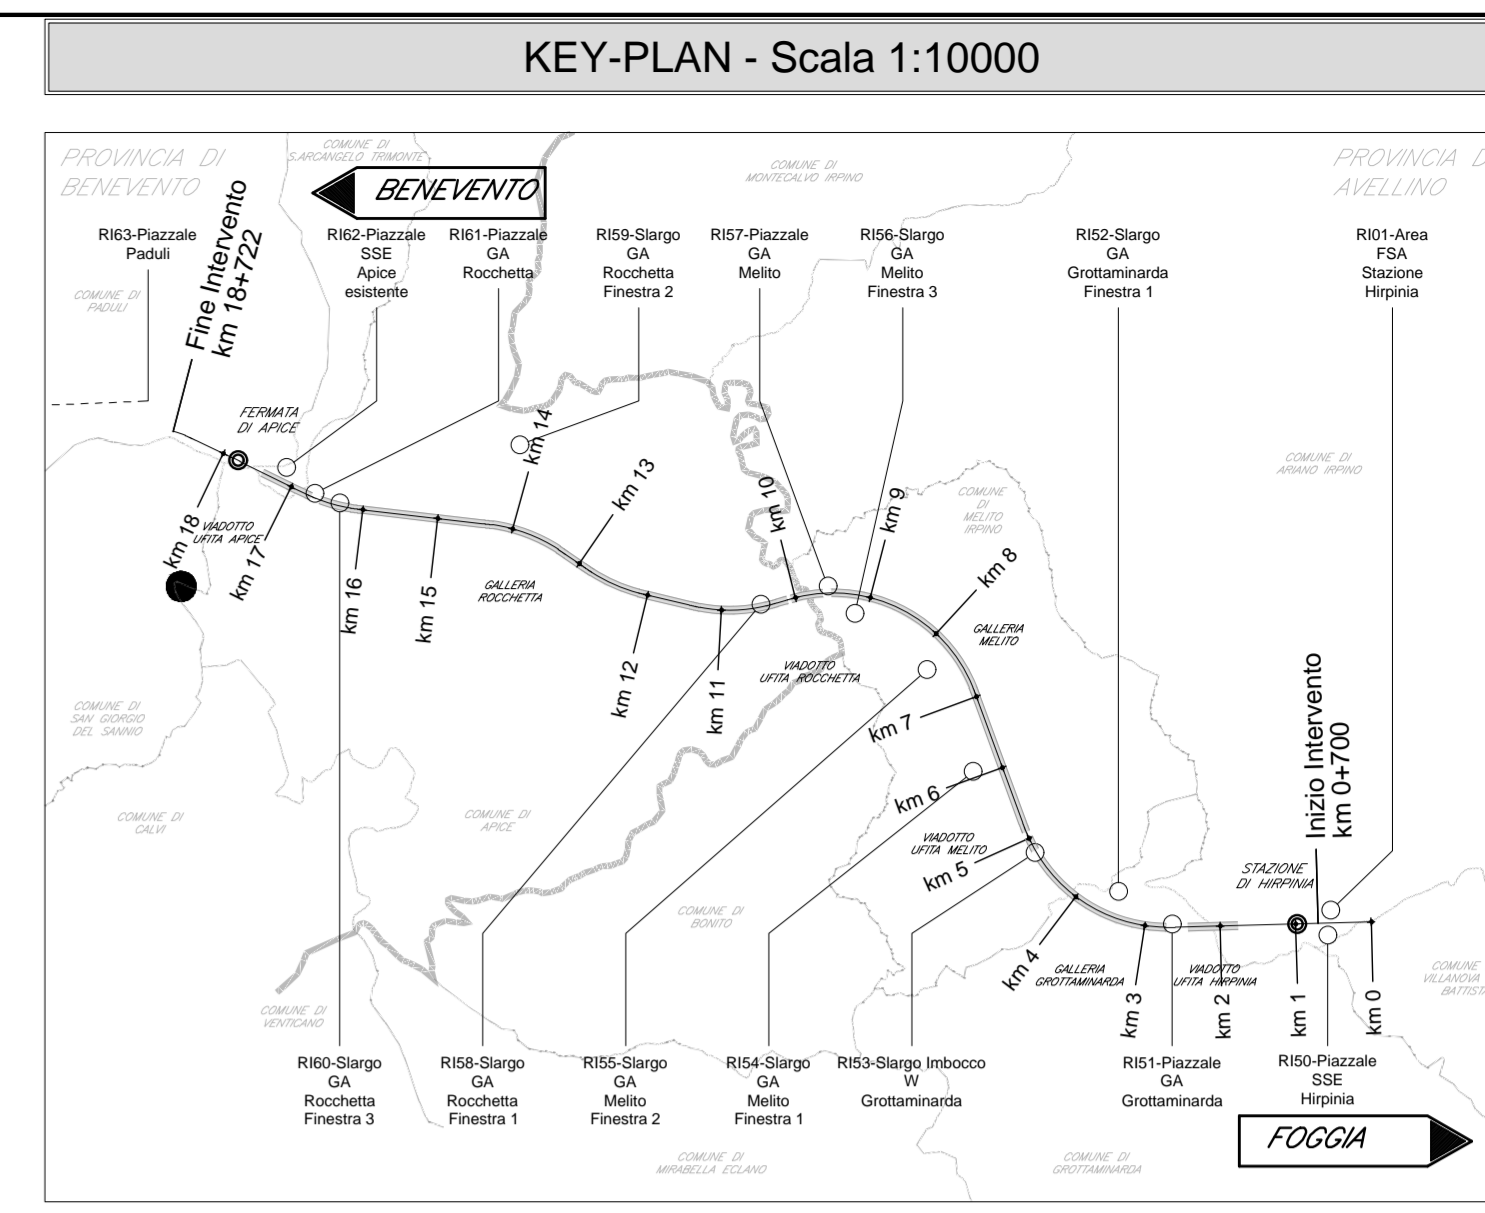 KEY-PLAN - Scala 1:10000
PROVINCIA DI
BENEVENTO
COMUNE DI
S.ARCANGELO TRIMONTE
BENEVENTO
COMUNE DI
MONTECALVO IRPINO
AVELLINO
RI63-Piazzale
Paduli
Fine Intervento
km 18+722
RI62-Piazzale
SSE
Apice
esistente
RI61-Piazzale
GA
Rocchetta
RI59-Slargo
GA
Rocchetta
Finestra 2
RI57-Piazzale
GA
Melito
RI56-Slargo
GA
Melito
Finestra 3
RI52-Slargo
GA
Grottaminarda
Finestra 1
RI01-Area
FSA
Stazione
Hirpinia
COMUNE DI
PADULI
FERMATA
DI APICE
COMUNE DI
ARIANO IRPINO
COMUNE
DI
MELITO
IRPINO
km 18
VIADOTTO
UFITA APICE
km 17
km 16
km 15
km 14
km 13
km 12
km 11
km 10
km 9
km 8
km 7
km 6
km 5
km 4
km 3
km 2
km 1
km 0
GALLERIA
ROCCHETTA
GALLERIA
MELITO
VIADOTTO
UFITA ROCCHETTA
Inizio Intervento
km 0+700
COMUNE DI
SAN GIORGIO
DEL SANNIO
COMUNE DI
CALVI
COMUNE DI
APICE
VIADOTTO
UFITA MELITO
STAZIONE
DI HIRPINIA
COMUNE DI
BONITO
GALLERIA
GROTTAMINARDA
VIADOTTO
UFITA HIRPINIA
COMUNE
VILLANOVA
COMUNE DI
VENTICANO
RI60-Slargo
GA
Rocchetta
Finestra 3
RI58-Slargo
GA
Rocchetta
Finestra 1
RI55-Slargo
GA
Melito
Finestra 2
RI54-Slargo
GA
Melito
Finestra 1
RI53-Slargo Imbocco
W
Grottaminarda
RI51-Piazzale
GA
Grottaminarda
RI50-Piazzale
SSE
Hirpinia
FOGGIA
COMUNE DI
MIRABELLA ECLANO
COMUNE DI
GROTTAMINARDA